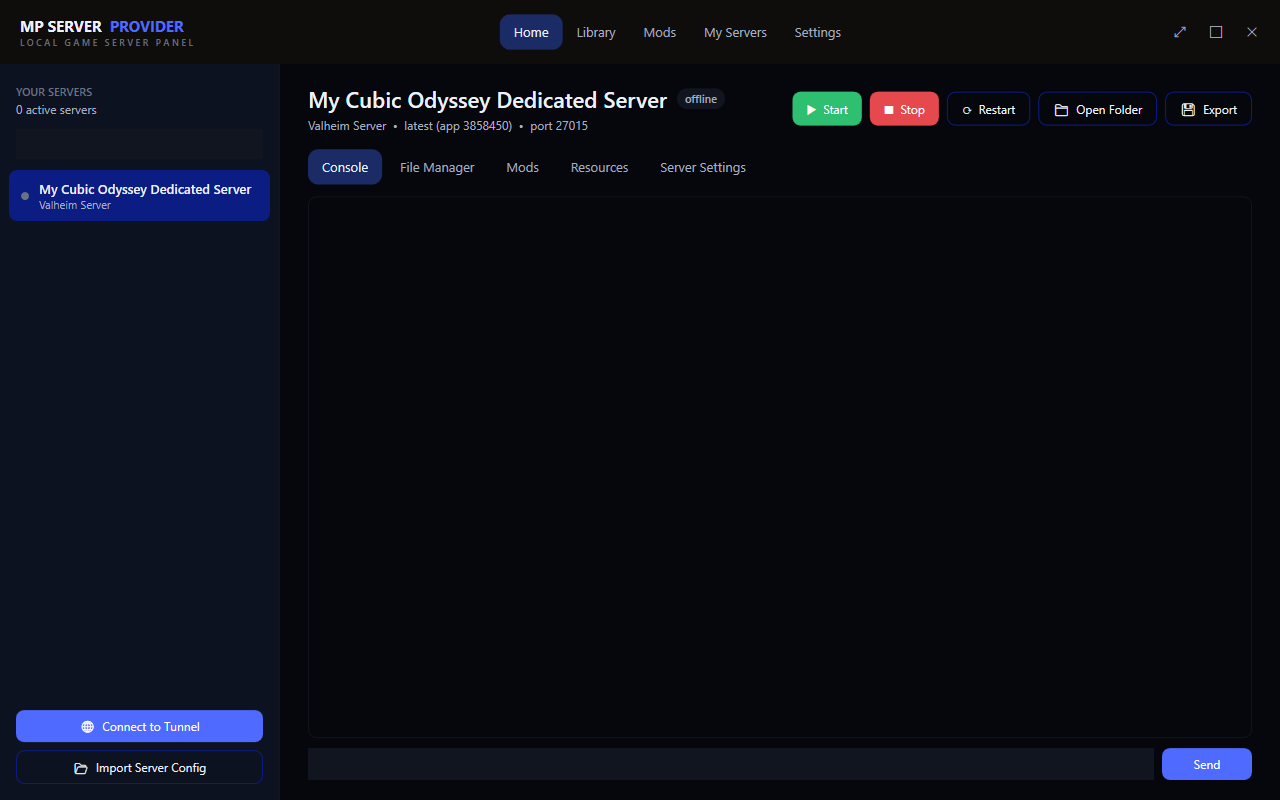 MP SERVER PROVIDER
LOCAL GAME SERVER PANEL
Home
Library
Mods
My Servers
Settings
YOUR SERVERS
0 active servers
My Cubic Odyssey Dedicated Server
Valheim Server
Connect to Tunnel
Import Server Config
My Cubic Odyssey Dedicated Server
offline
Valheim Server • latest (app 3858450) • port 27015
Start
Stop
Restart
Open Folder
Export
Console
File Manager
Mods
Resources
Server Settings
Send